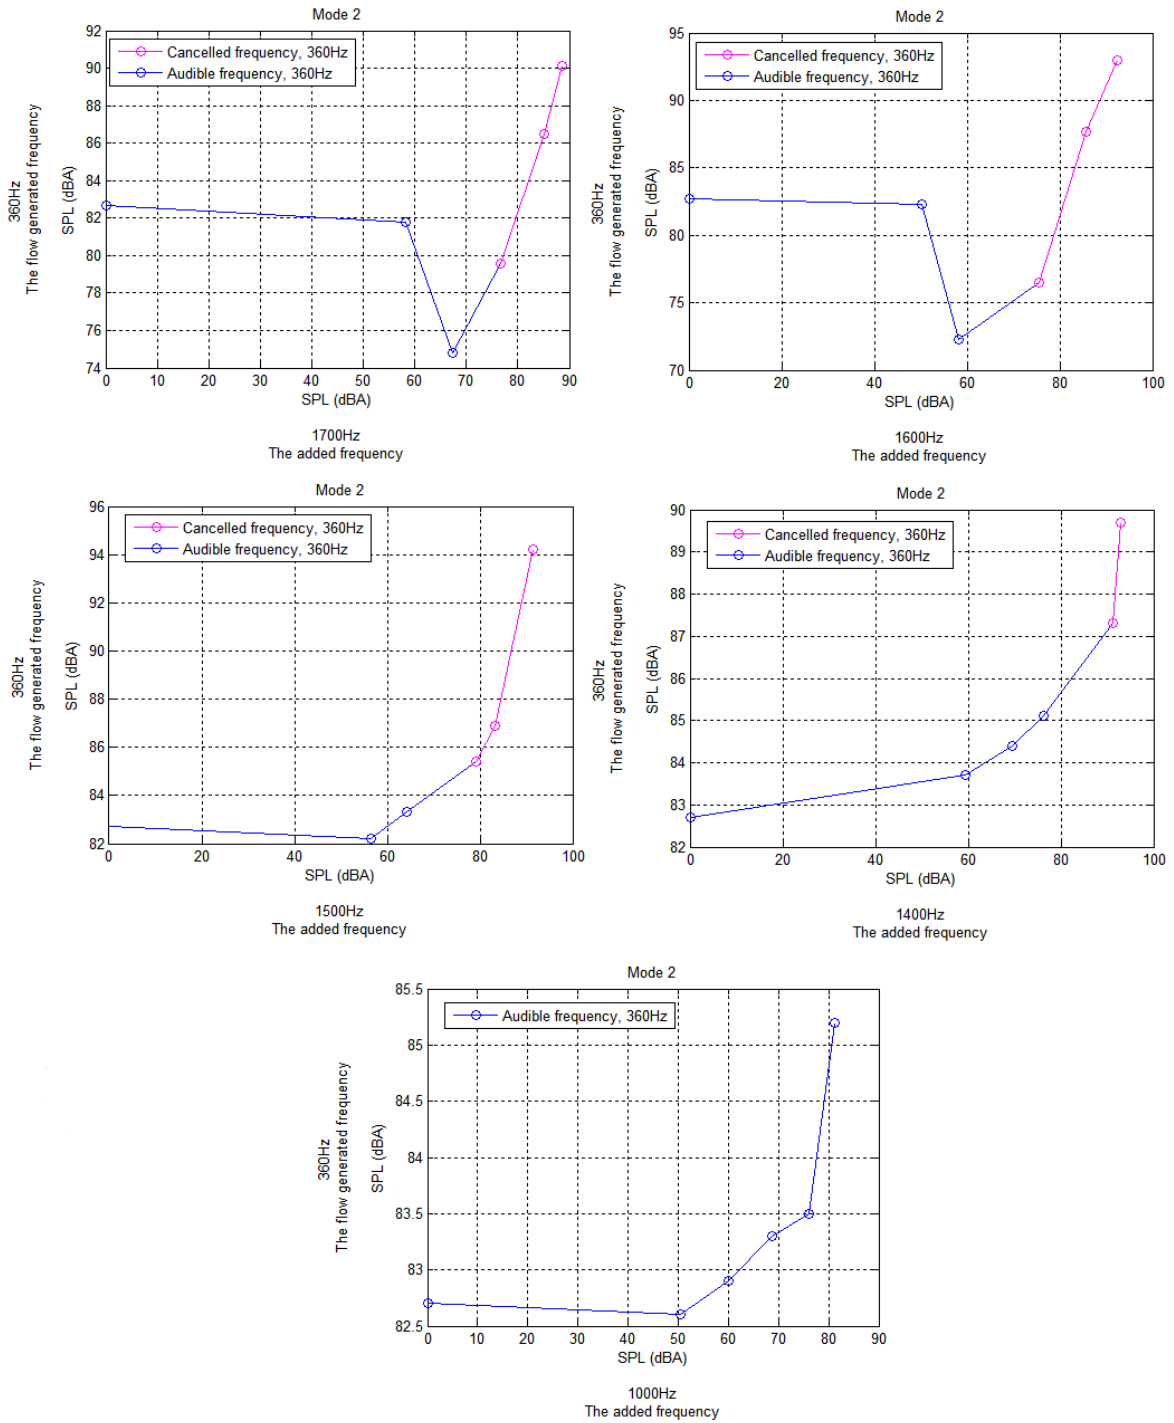 Mode 2
Cancelled frequency, 360Hz
Audible frequency, 360Hz
92
90
88
86
84
82
80
78
76
74
0 10 20 30 40 50 60 70 80 90
SPL (dBA)
360Hz
The flow generated frequency
SPL (dBA)
1700Hz
The added frequency
Mode 2
Cancelled frequency, 360Hz
Audible frequency, 360Hz
95
90
85
80
75
70
0 20 40 60 80 100
SPL (dBA)
360Hz
The flow generated frequency
SPL (dBA)
1600Hz
The added frequency
Mode 2
Cancelled frequency, 360Hz
Audible frequency, 360Hz
96
94
92
90
88
86
84
82
0 20 40 60 80 100
SPL (dBA)
360Hz
The flow generated frequency
SPL (dBA)
1500Hz
The added frequency
Mode 2
Cancelled frequency, 360Hz
Audible frequency, 360Hz
90
89
88
87
86
85
84
83
82
0 20 40 60 80 100
SPL (dBA)
360Hz
The flow generated frequency
SPL (dBA)
1400Hz
The added frequency
Mode 2
Audible frequency, 360Hz
85.5
85
84.5
84
83.5
83
82.5
0 10 20 30 40 50 60 70 80 90
SPL (dBA)
360Hz
The flow generated frequency
SPL (dBA)
1000Hz
The added frequency